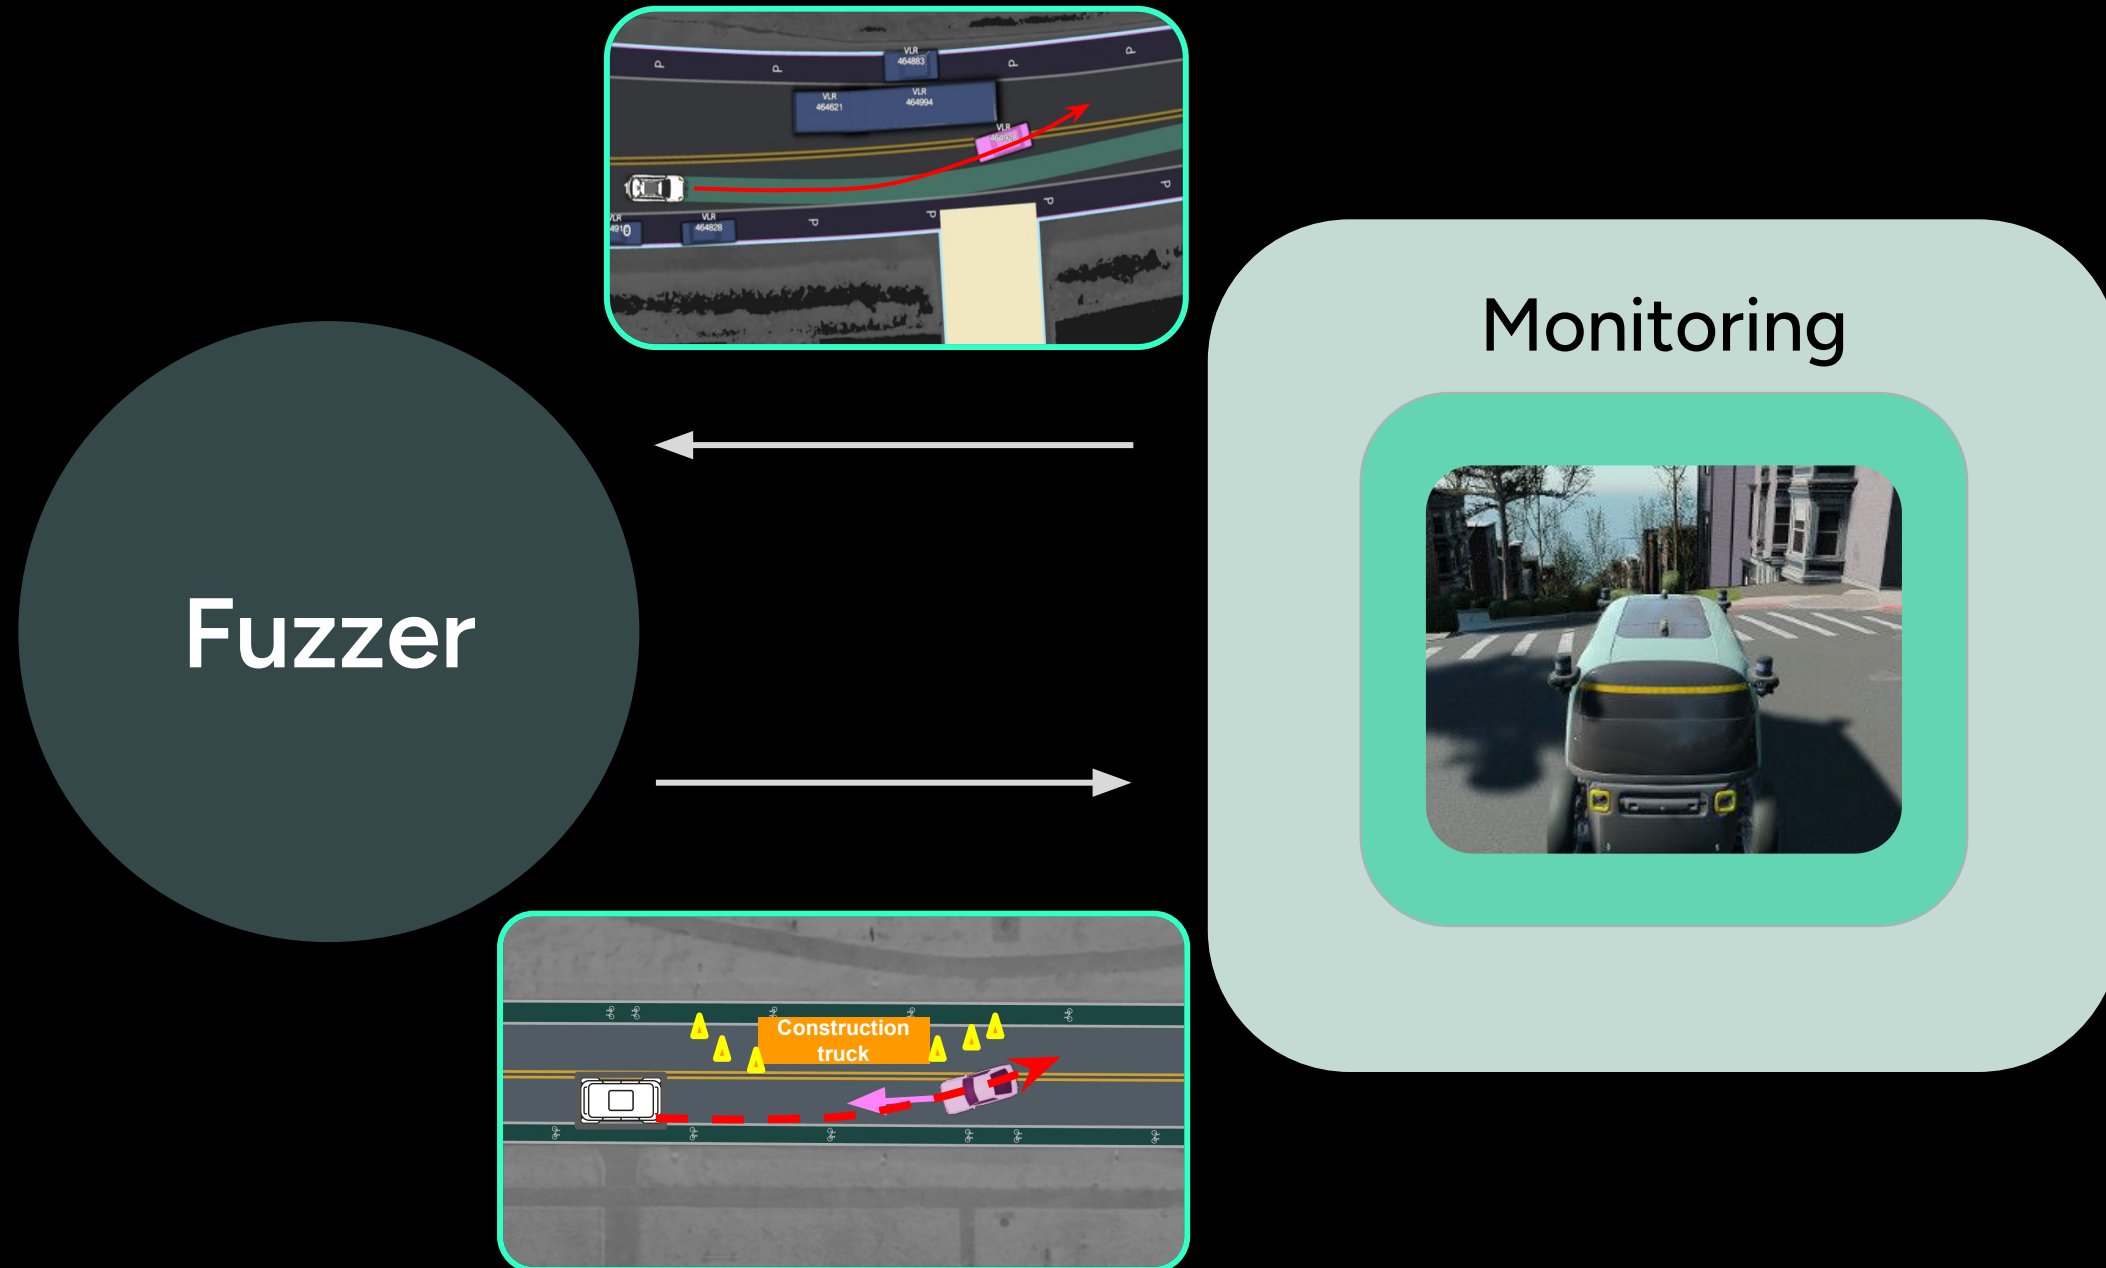 VLR
464883
P
P
P
P
VLR
464621
VLR
464994
VLR
VLR
464828
P
P
P
P
Monitoring
Fuzzer
Construction
truck